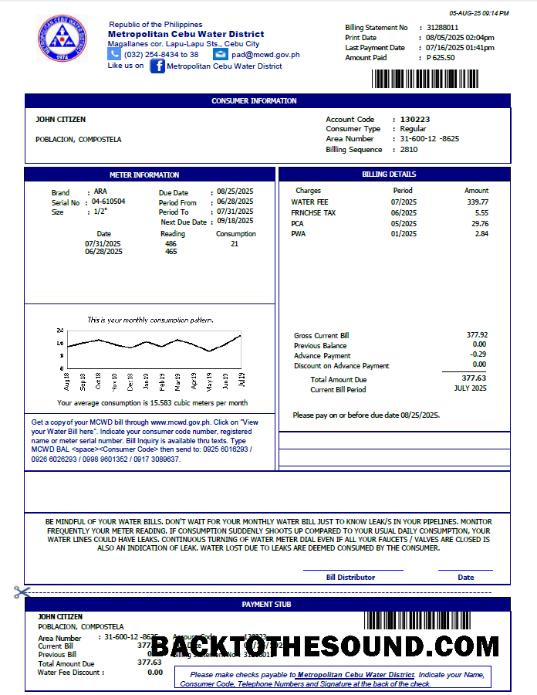 05-AUG-25 09:14 PM
Republic of the Philippines
Metropolitan Cebu Water District
Magallanes cor. Lapu-Lapu Sts., Cebu City
(032) 254-8434 to 38 pad@mcwd.gov.ph
Like us on f Metropolitan Cebu Water District
Billing Statement No : 31288011
Print Date : 08/05/2025 02:04pm
Last Payment Date : 07/16/2025 01:41pm
Amount Paid : P 625.50
CONSUMER INFORMATION
JOHN CITIZEN
POBLACION, COMPOSTELA
Account Code : 130223
Consumer Type : Regular
Area Number : 31-600-12 -8625
Billing Sequence : 2810
METER INFORMATION
Brand : ARA
Serial No : 04-610504
Size : 1/2"
Due Date : 08/25/2025
Period From : 06/28/2025
Period To : 07/31/2025
Next Due Date : 09/18/2025
Date Reading Consumption
07/31/2025 486 21
06/28/2025 465
BILLING DETAILS
Charges Period Amount
WATER FEE 07/2025 339.77
FRNCHSE TAX 06/2025 5.55
PCA 05/2025 29.76
PWA 01/2025 2.84
This is your monthly consumption pattern.
24
16
8
Aug18 Sep18 Oct18 Nov18 Dec18 Jan19 Feb19 Mar19 Apr19 May19 Jun19 Jul19
Your average consumption is 15.583 cubic meters per month
Gross Current Bill 377.92
Previous Balance 0.00
Advance Payment -0.29
Discount on Advance Payment 0.00
Total Amount Due 377.63
Current Bill Period JULY 2025
Please pay on or before due date 08/25/2025.
Get a copy of your MCWD bill through www.mcwd.gov.ph. Click on "View
your Water Bill here". Indicate your consumer code number, registered
name or meter serial number. Bill Inquiry is available thru texts. Type
MCWD BAL <space><Consumer Code> then send to: 0925 6016293 /
0926 6026293 / 0998 9601352 / 0917 3089637.
BE MINDFUL OF YOUR WATER BILLS. DON'T WAIT FOR YOUR MONTHLY WATER BILL JUST TO KNOW LEAK/S IN YOUR PIPELINES. MONITOR
FREQUENTLY YOUR METER READING. IF CONSUMPTION SUDDENLY SHOOTS UP COMPARED TO YOUR USUAL DAILY CONSUMPTION, YOUR
WATER LINES COULD HAVE LEAKS. CONTINUOUS TURNING OF WATER METER DIAL EVEN IF ALL YOUR FAUCETS / VALVES ARE CLOSED IS
ALSO AN INDICATION OF LEAK. WATER LOST DUE TO LEAKS ARE DEEMED CONSUMED BY THE CONSUMER.
Bill Distributor Date
PAYMENT STUB
JOHN CITIZEN
POBLACION, COMPOSTELA
Area Number : 31-600-12 -8625
Current Bill
Previous Bill
Total Amount Due 377.63
Water Fee Discount : 0.00
BACKTOTHESOUND.COM
Please make checks payable to Metropolitan Cebu Water District. Indicate your Name,
Consumer Code, Telephone Numbers and Signature at the back of the check.